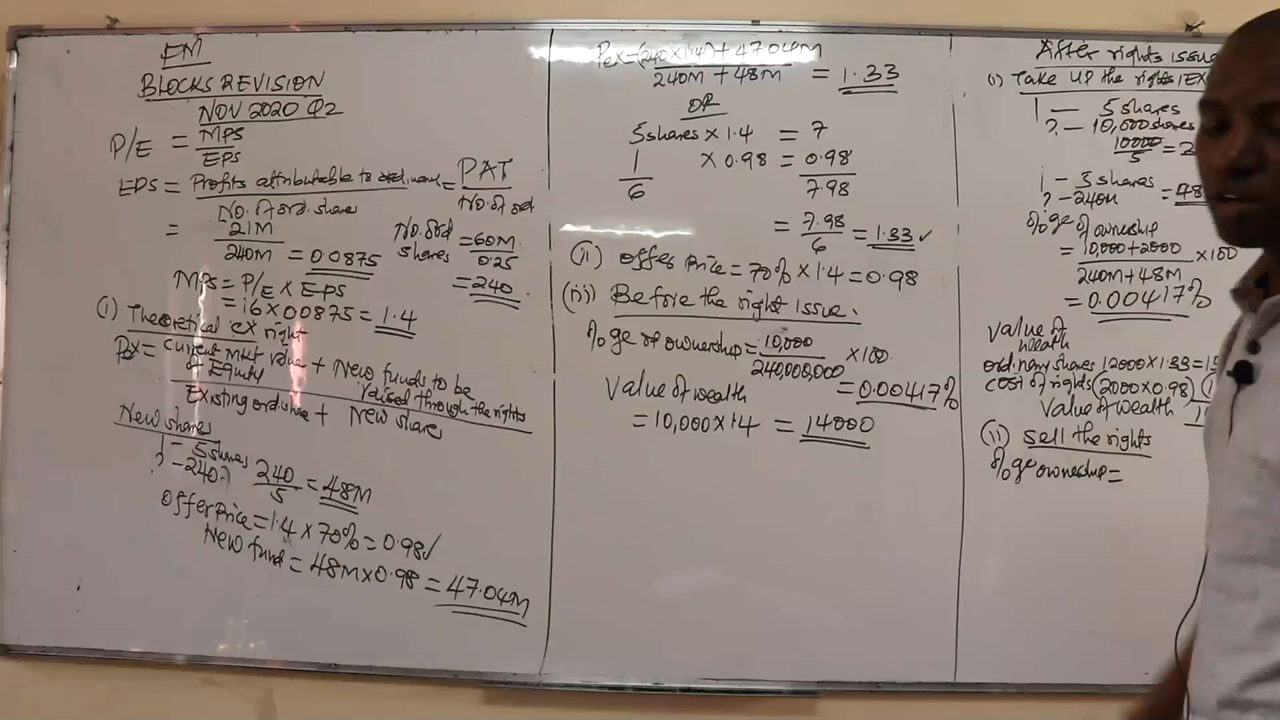 FM
BLOCKS REVISION
NOV 2020 Q2
P/E = MPS
EPS
EPS = Profits attributable to ordinary = PAT
No. of ord. share No. of ord
= 21M
240M = 0.0875
No. ord shares = 60M
0.25
= 240
MPS = P/E X EPS
= 16 X 00875 = 1.4
(i) Theoretical ex right
Pex = Current mkt value of Equity + New funds to be raised through the rights
Existing ord share + New share
New shares
1 - 5 shares
? - 240
240
5 = 48M
Offer Price = 1.4 X 70% = 0.98✓
New fund = 48M X 0.98 = 47.04M
Pex = (240 X 1.4) + 47.04M
240M + 48M = 1.33
OR
5 shares X 1.4 = 7
1 X 0.98 = 0.98
6 7.98
= 7.98
6 = 1.33 ✓
(ii) Offer Price = 70% X 1.4 = 0.98
(iii) Before the right issue.
%ge of ownership = 10,000 X 100
240,000,000
= 0.00417%
Value of wealth
= 10,000 X 1.4 = 14000
After rights issue
(i) Take up the rights
1 — 5 shares
? — 10,000 shares
10000
5 = 2
1 - 5 shares
? - 240M = 48
%ge of ownership
= 10,000 + 2000 X 100
240M + 48M
= 0.00417%
Value of wealth
ordinary shares 12000 X 1.33 = 15
Cost of rights (2000 X 0.98)
Value of wealth
(ii) Sell the rights
%ge ownership =